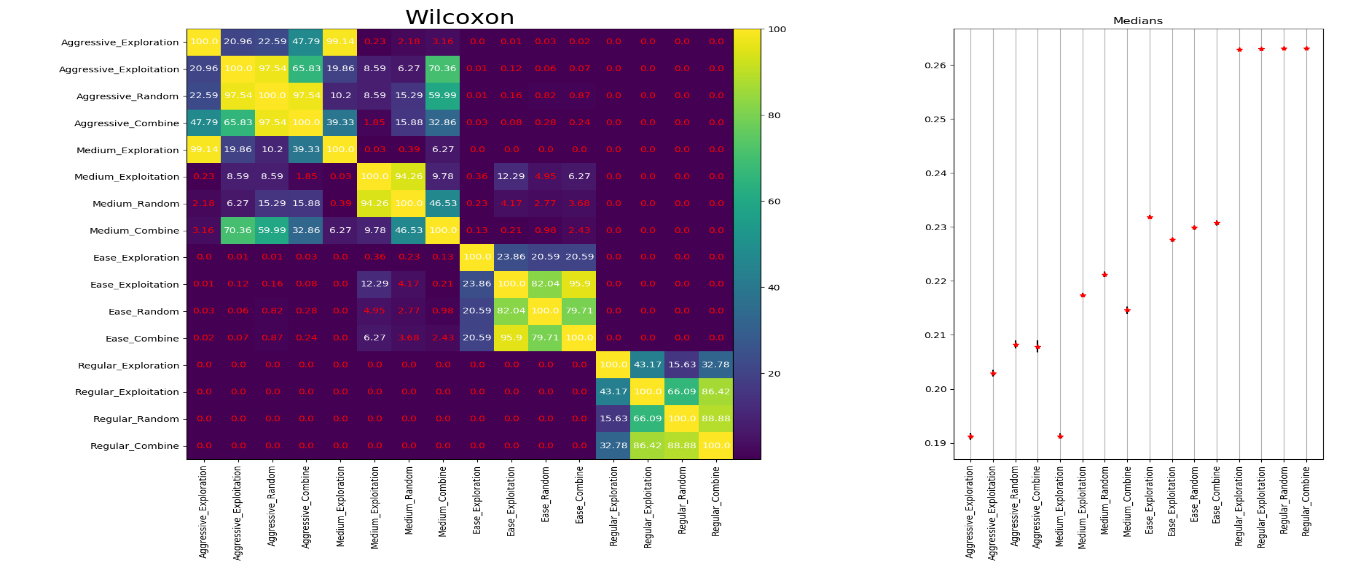 Wilcoxon
Aggressive_Exploration 100.0 20.96 22.59 47.79 99.14 0.23 2.18 3.16 0.0 0.01 0.03 0.02 0.0 0.0 0.0 0.0
Aggressive_Exploitation 20.96 100.0 97.54 65.83 19.86 8.59 6.27 70.36 0.01 0.12 0.06 0.07 0.0 0.0 0.0 0.0
Aggressive_Random 22.59 97.54 100.0 97.54 10.2 8.59 15.29 59.99 0.01 0.16 0.82 0.87 0.0 0.0 0.0 0.0
Aggressive_Combine 47.79 65.83 97.54 100.0 39.33 1.85 15.88 32.86 0.03 0.08 0.28 0.24 0.0 0.0 0.0 0.0
Medium_Exploration 99.14 19.86 10.2 39.33 100.0 0.03 0.39 6.27 0.0 0.0 0.0 0.0 0.0 0.0 0.0 0.0
Medium_Exploitation 0.23 8.59 8.59 1.85 0.03 100.0 94.26 9.78 0.36 12.29 4.95 6.27 0.0 0.0 0.0 0.0
Medium_Random 2.18 6.27 15.29 15.88 0.39 94.26 100.0 46.53 0.23 4.17 2.77 3.68 0.0 0.0 0.0 0.0
Medium_Combine 3.16 70.36 59.99 32.86 6.27 9.78 46.53 100.0 0.13 0.21 0.98 2.43 0.0 0.0 0.0 0.0
Ease_Exploration 0.0 0.01 0.01 0.03 0.0 0.36 0.23 0.13 100.0 23.86 20.59 20.59 0.0 0.0 0.0 0.0
Ease_Exploitation 0.01 0.12 0.16 0.08 0.0 12.29 4.17 0.21 23.86 100.0 82.04 95.9 0.0 0.0 0.0 0.0
Ease_Random 0.03 0.06 0.82 0.28 0.0 4.95 2.77 0.98 20.59 82.04 100.0 79.71 0.0 0.0 0.0 0.0
Ease_Combine 0.02 0.07 0.87 0.24 0.0 6.27 3.68 2.43 20.59 95.9 79.71 100.0 0.0 0.0 0.0 0.0
Regular_Exploration 0.0 0.0 0.0 0.0 0.0 0.0 0.0 0.0 0.0 0.0 0.0 0.0 100.0 43.17 15.63 32.78
Regular_Exploitation 0.0 0.0 0.0 0.0 0.0 0.0 0.0 0.0 0.0 0.0 0.0 0.0 43.17 100.0 66.09 86.42
Regular_Random 0.0 0.0 0.0 0.0 0.0 0.0 0.0 0.0 0.0 0.0 0.0 0.0 15.63 66.09 100.0 88.88
Regular_Combine 0.0 0.0 0.0 0.0 0.0 0.0 0.0 0.0 0.0 0.0 0.0 0.0 32.78 86.42 88.88 100.0
Aggressive_Exploration
Aggressive_Exploitation
Aggressive_Random
Aggressive_Combine
Medium_Exploration
Medium_Exploitation
Medium_Random
Medium_Combine
Ease_Exploration
Ease_Exploitation
Ease_Random
Ease_Combine
Regular_Exploration
Regular_Exploitation
Regular_Random
Regular_Combine
100
80
60
40
20
Medians
0.26
0.25
0.24
0.23
0.22
0.21
0.20
0.19
Aggressive_Exploration
Aggressive_Exploitation
Aggressive_Random
Aggressive_Combine
Medium_Exploration
Medium_Exploitation
Medium_Random
Medium_Combine
Ease_Exploration
Ease_Exploitation
Ease_Random
Ease_Combine
Regular_Exploration
Regular_Exploitation
Regular_Random
Regular_Combine